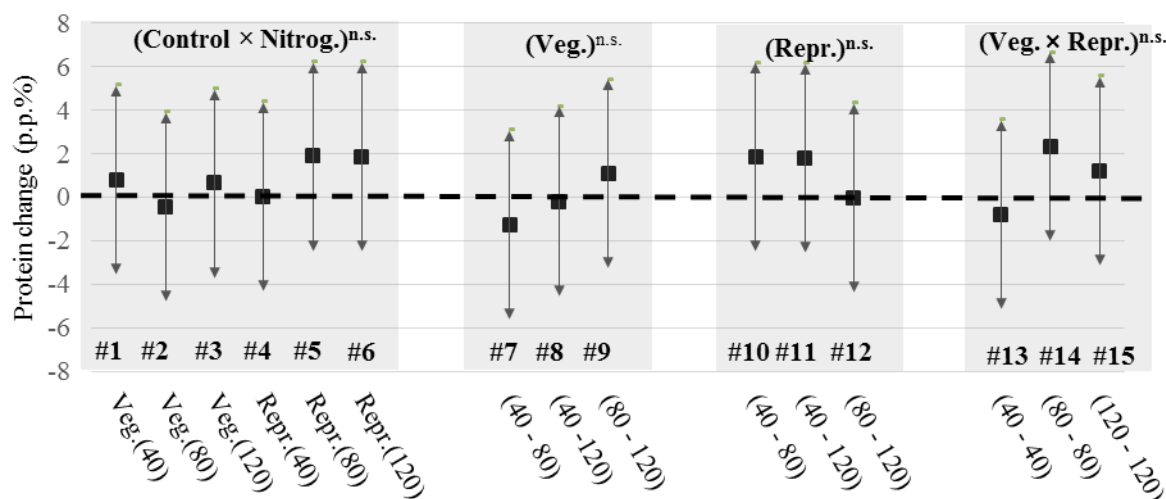 8
6
4
2
0
-2
-4
-6
-8
Protein change (p.p.%)
(Control × Nitrog.)n.s.
(Veg.)n.s.
(Repr.)n.s.
(Veg. × Repr.)n.s.
#1 #2 #3 #4 #5 #6 #7 #8 #9 #10 #11 #12 #13 #14 #15
Veg.(40)
Veg.(80)
Veg.(120)
Repr.(40)
Repr.(80)
Repr.(120)
(40 - 80)
(40 -120)
(80 - 120)
(40 - 80)
(40 - 120)
(80 - 120)
(40 - 40)
(80 - 80)
(120 - 120)